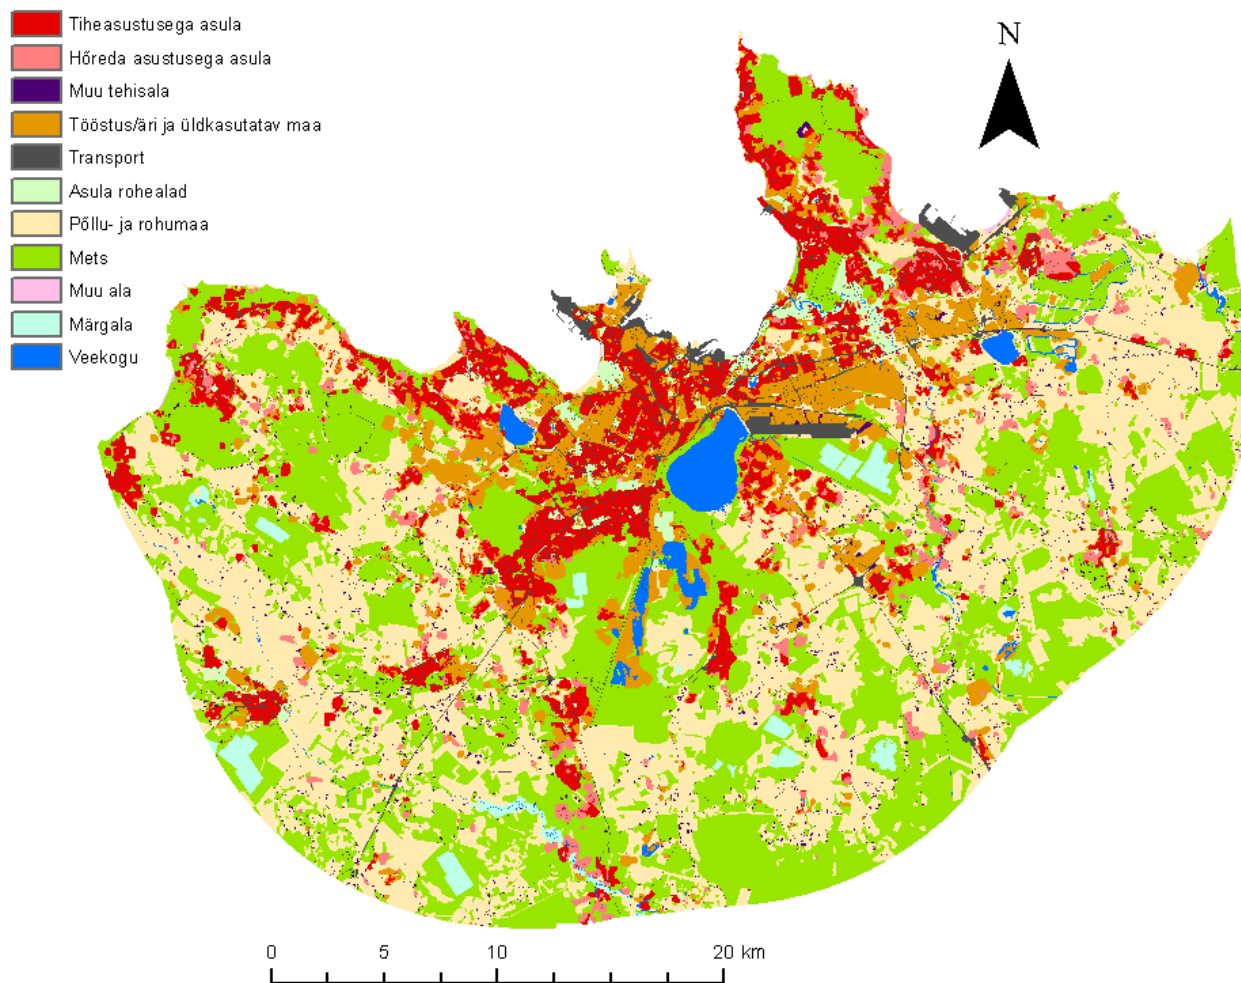 Tiheasustusega asula
Hõreda asustusega asula
Muu tehisala
Tööstus/äri ja üldkasutatav maa
Transport
Asula rohealad
Põllu- ja rohumaa
Mets
Muu ala
Märgala
Veekogu
N
0 5 10 20 km